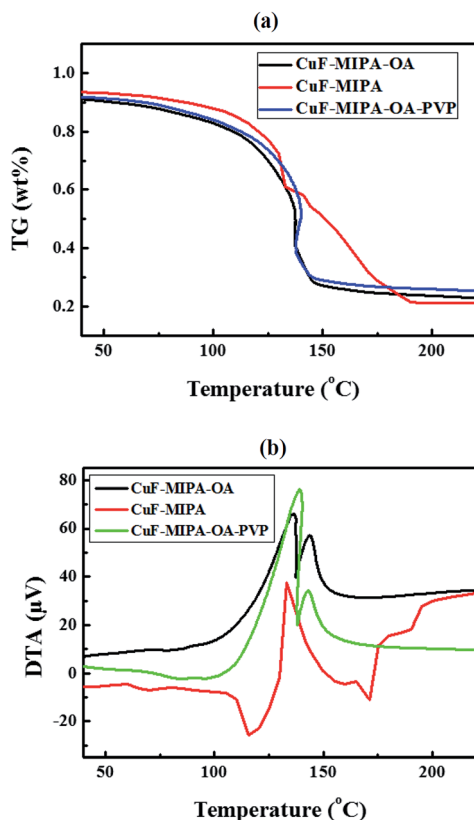 (a)
CuF-MIPA-OA
CuF-MIPA
CuF-MIPA-OA-PVP
1.0
0.8
0.6
0.4
0.2
TG (wt%)
50 100 150 200
Temperature (°C)
(b)
80
60
40
20
0
-20
CuF-MIPA-OA
CuF-MIPA
CuF-MIPA-OA-PVP
DTA (μV)
50 100 150 200
Temperature (°C)